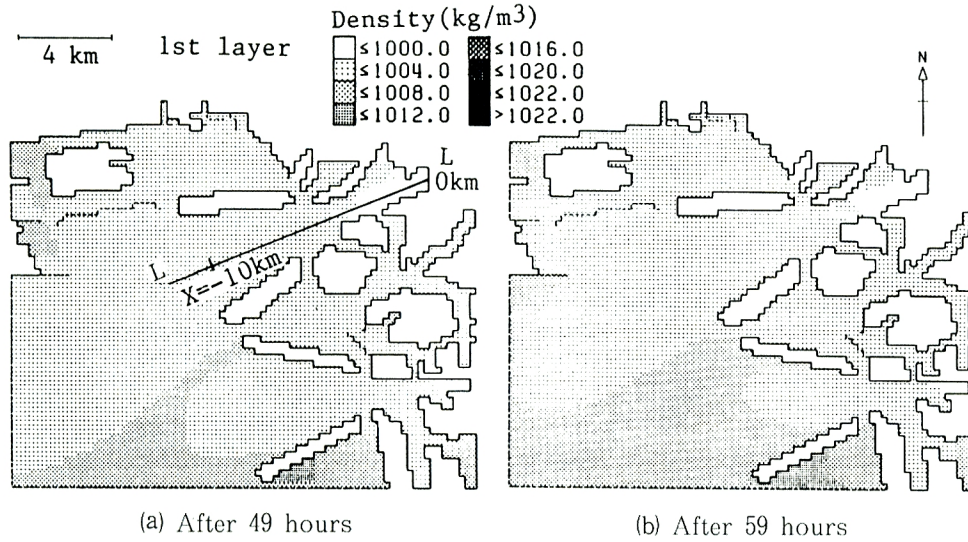 Density(kg/m3)
4 km
1st layer
≤1000.0
≤1004.0
≤1008.0
≤1012.0
≤1016.0
≤1020.0
≤1022.0
>1022.0
N
L
0km
L
X=-10km
(a) After 49 hours
(b) After 59 hours